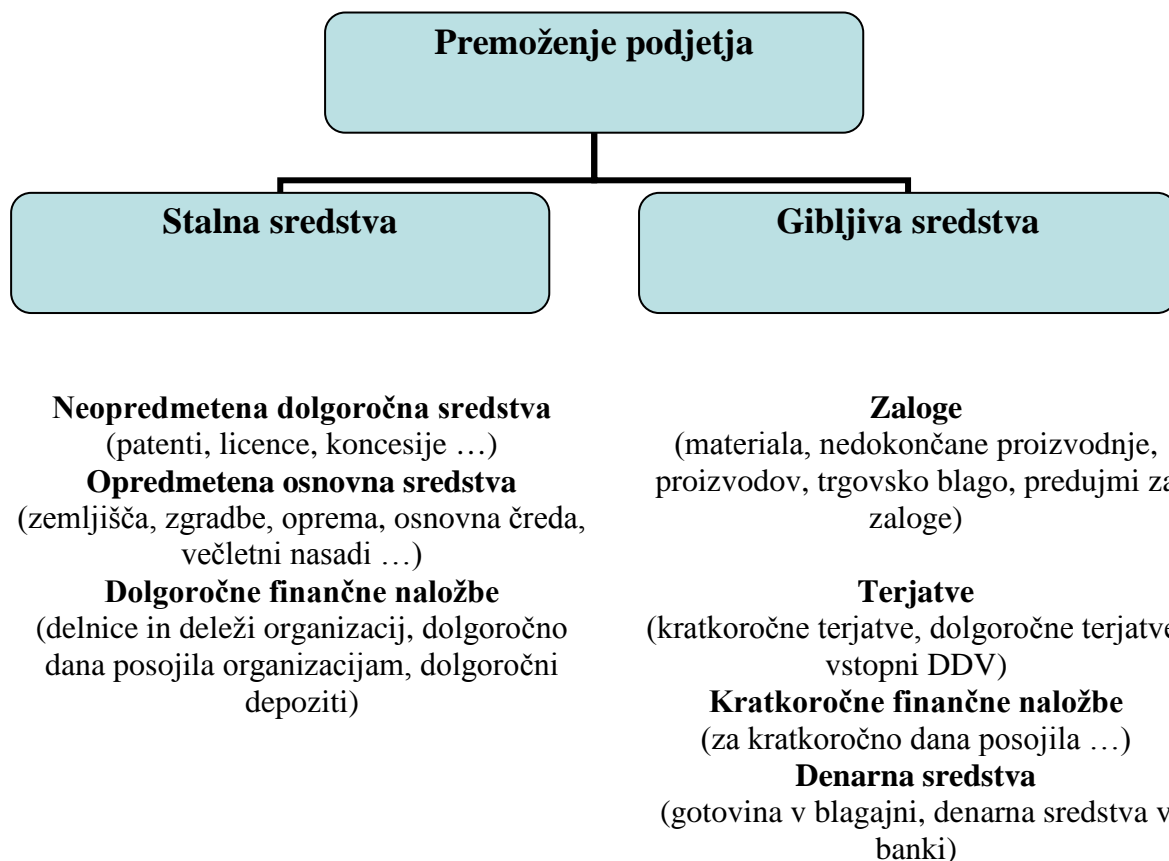 Premoženje podjetja
Stalna sredstva
Gibljiva sredstva
Neopredmetena dolgoročna sredstva
(patenti, licence, koncesije …)
Opredmetena osnovna sredstva
(zemljišča, zgradbe, oprema, osnovna čreda,
večletni nasadi …)
Dolgoročne finančne naložbe
(delnice in deleži organizacij, dolgoročno
dana posojila organizacijam, dolgoročni
depoziti)
Zaloge
(materiala, nedokončane proizvodnje,
proizvodov, trgovsko blago, predujmi za
zaloge)
Terjatve
(kratkoročne terjatve, dolgoročne terjatve
vstopni DDV)
Kratkoročne finančne naložbe
(za kratkoročno dana posojila …)
Denarna sredstva
(gotovina v blagajni, denarna sredstva v
banki)